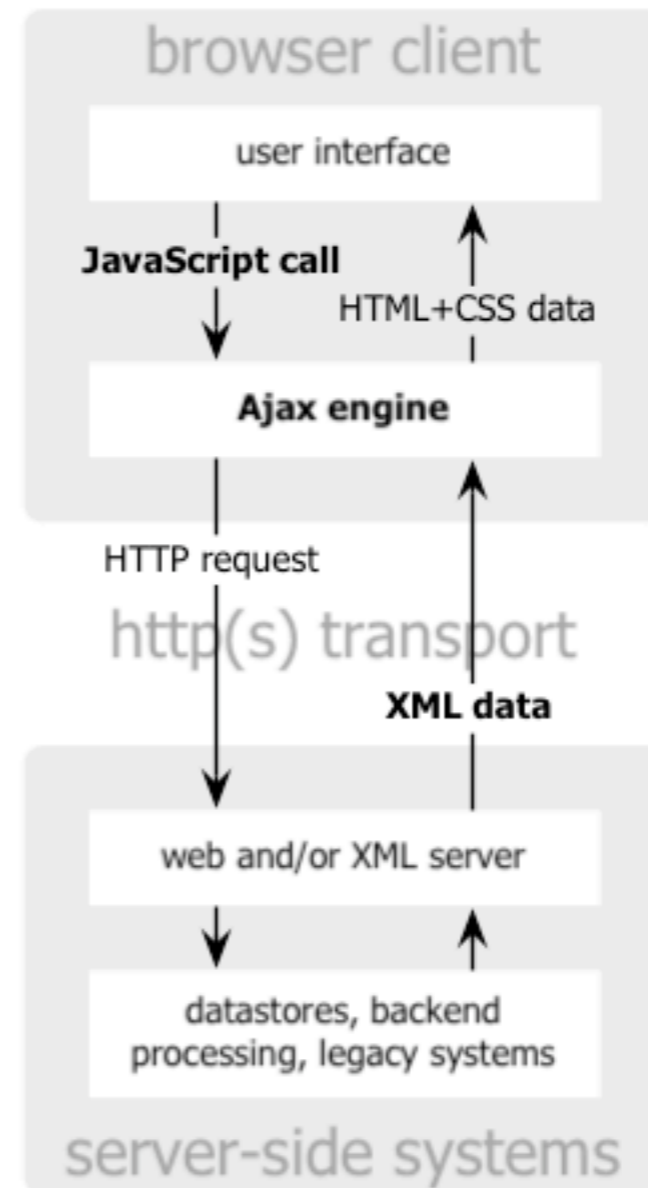 browser client
user interface
JavaScript call
HTML+CSS data
Ajax engine
HTTP request
http(s) transport
XML data
web and/or XML server
datastores, backend
processing, legacy systems
server-side systems